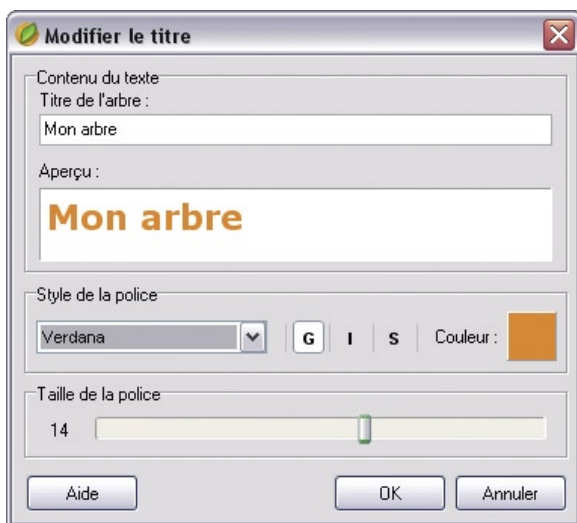 Modifier le titre
Contenu du texte
Titre de l'arbre :
Mon arbre
Aperçu :
Mon arbre
Style de la police
Verdana G I S Couleur :
Taille de la police
14
Aide OK Annuler